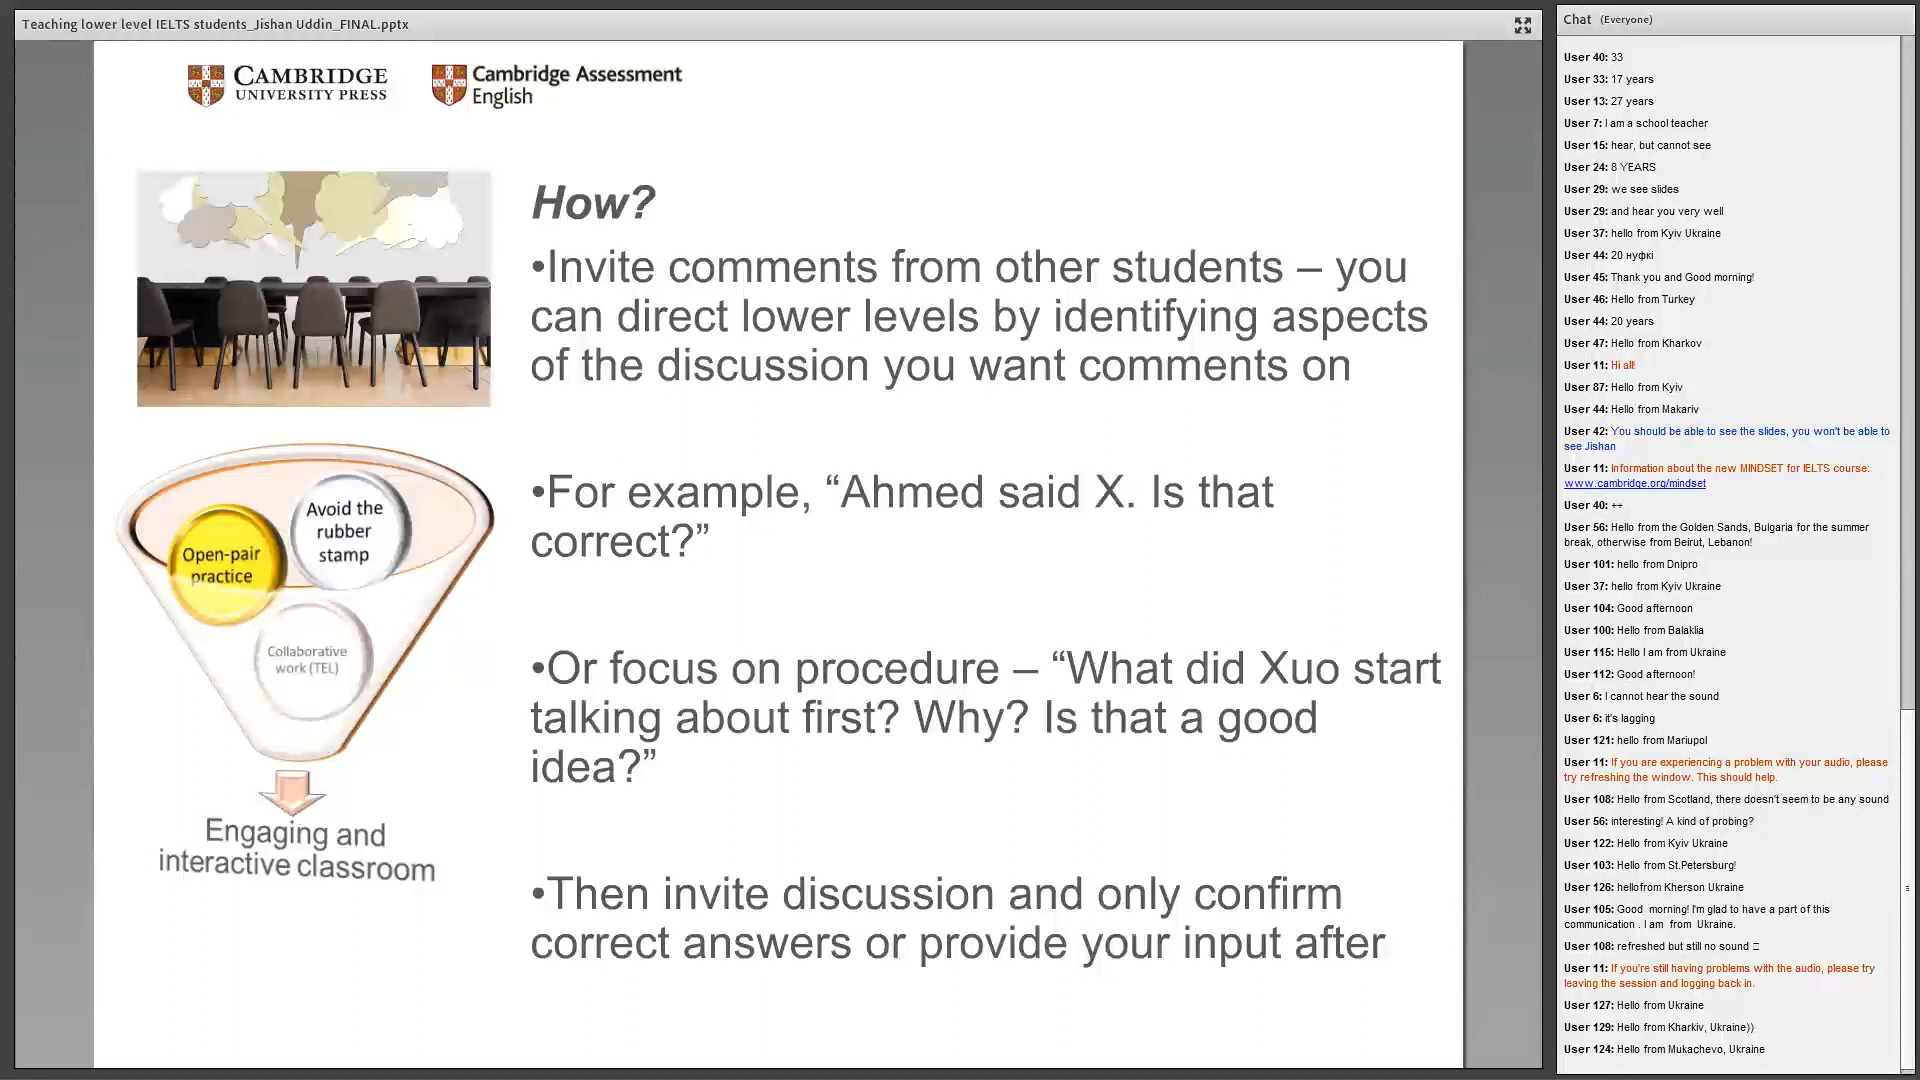 Teaching lower level IELTS students_Jishan Uddin_FINAL.pptx
CAMBRIDGE
UNIVERSITY PRESS
Cambridge Assessment
English
How?
•Invite comments from other students – you
can direct lower levels by identifying aspects
of the discussion you want comments on
•For example, “Ahmed said X. Is that
correct?”
•Or focus on procedure – “What did Xuo start
talking about first? Why? Is that a good
idea?”
•Then invite discussion and only confirm
correct answers or provide your input after
Avoid the
rubber
stamp
Open-pair
practice
Collaborative
work (TEL)
Engaging and
interactive classroom
Chat (Everyone)
User 40: 33
User 33: 17 years
User 13: 27 years
User 7: I am a school teacher
User 15: hear, but cannot see
User 24: 8 YEARS
User 29: we see slides
User 29: and hear you very well
User 37: hello from Kyiv Ukraine
User 44: 20 нуфкі
User 45: Thank you and Good morning!
User 46: Hello from Turkey
User 44: 20 years
User 47: Hello from Kharkov
User 11: Hi all!
User 87: Hello from Kyiv
User 44: Hello from Makariv
User 42: You should be able to see the slides, you won't be able to
see Jishan
User 11: Information about the new MINDSET for IELTS course:
www.cambridge.org/mindset
User 40: ++
User 56: Hello from the Golden Sands, Bulgaria for the summer
break, otherwise from Beirut, Lebanon!
User 101: hello from Dnipro
User 37: hello from Kyiv Ukraine
User 104: Good afternoon
User 100: Hello from Balaklia
User 115: Hello I am from Ukraine
User 112: Good afternoon!
User 6: I cannot hear the sound
User 6: it's lagging
User 121: hello from Mariupol
User 11: If you are experiencing a problem with your audio, please
try refreshing the window. This should help.
User 108: Hello from Scotland, there doesn't seem to be any sound
User 56: interesting! A kind of probing?
User 122: Hello from Kyiv Ukraine
User 103: Hello from St.Petersburg!
User 126: hellofrom Kherson Ukraine
User 105: Good morning! I'm glad to have a part of this
communication . I am from Ukraine.
User 108: refreshed but still no sound
User 11: If you're still having problems with the audio, please try
leaving the session and logging back in.
User 127: Hello from Ukraine
User 129: Hello from Kharkiv, Ukraine))
User 124: Hello from Mukachevo, Ukraine